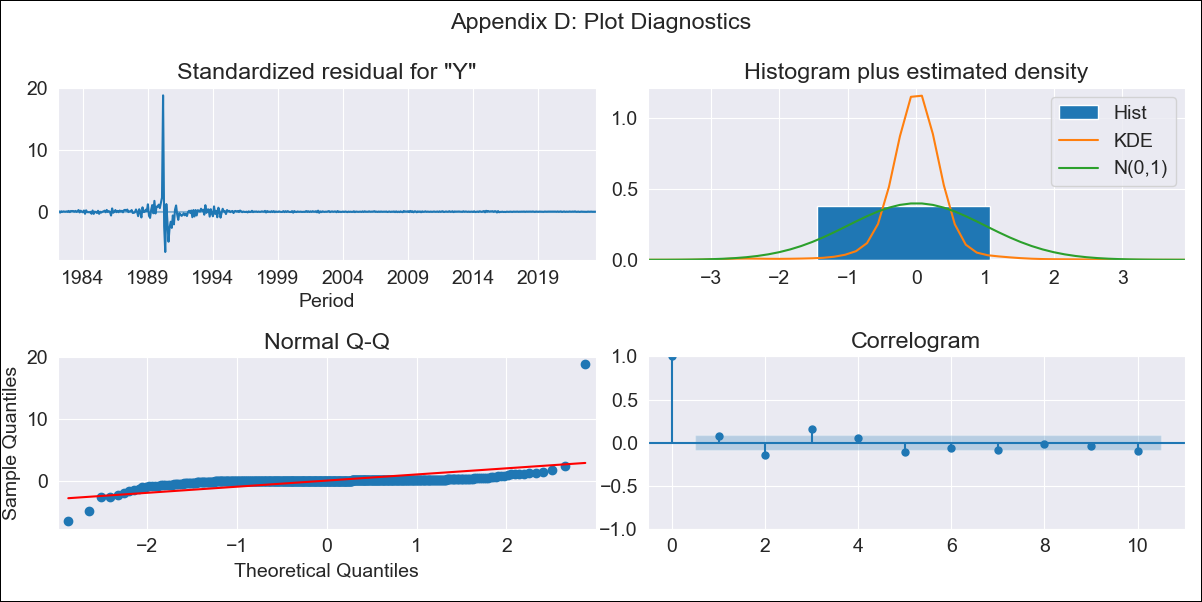 Appendix D: Plot Diagnostics
Standardized residual for "Y"
20
10
0
1984 1989 1994 1999 2004 2009 2014 2019
Period
Histogram plus estimated density
1.0
0.5
0.0
−3 −2 −1 0 1 2 3
Hist
KDE
N(0,1)
Normal Q-Q
Sample Quantiles
20
10
0
−2 −1 0 1 2
Theoretical Quantiles
Correlogram
1.0
0.5
0.0
−0.5
−1.0
0 2 4 6 8 10